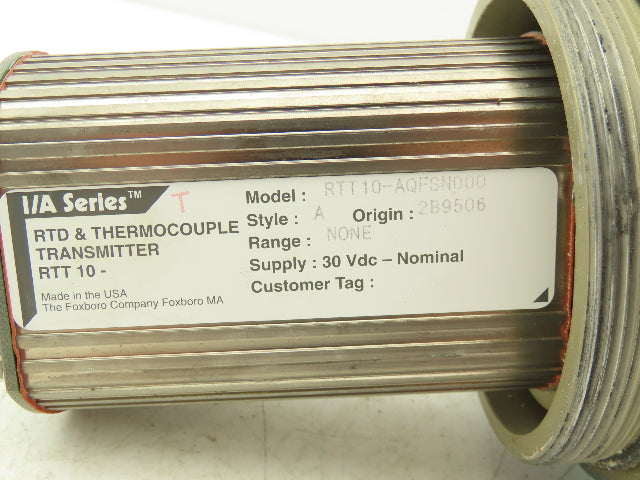 I/A Series™
T
RTD & THERMOCOUPLE
TRANSMITTER
RTT 10 -
Made in the USA
The Foxboro Company Foxboro MA
Model : RTT10-AQFSN000
Style : A Origin : 2B9506
Range : NONE
Supply : 30 Vdc – Nominal
Customer Tag :